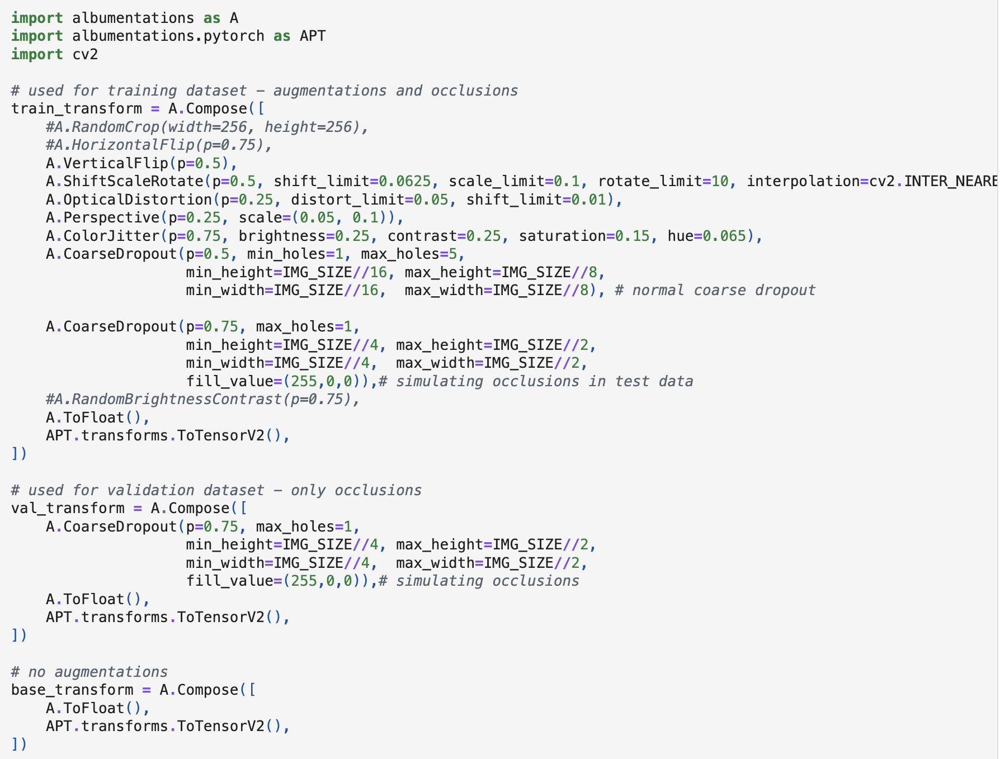 import albumentations as A
import albumentations.pytorch as APT
import cv2

# used for training dataset – augmentations and occlusions
train_transform = A.Compose([
    #A.RandomCrop(width=256, height=256),
    #A.HorizontalFlip(p=0.75),
    A.VerticalFlip(p=0.5),
    A.ShiftScaleRotate(p=0.5, shift_limit=0.0625, scale_limit=0.1, rotate_limit=10, interpolation=cv2.INTER_NEARE
    A.OpticalDistortion(p=0.25, distort_limit=0.05, shift_limit=0.01),
    A.Perspective(p=0.25, scale=(0.05, 0.1)),
    A.ColorJitter(p=0.75, brightness=0.25, contrast=0.25, saturation=0.15, hue=0.065),
    A.CoarseDropout(p=0.5, min_holes=1, max_holes=5,
                    min_height=IMG_SIZE//16, max_height=IMG_SIZE//8,
                    min_width=IMG_SIZE//16,  max_width=IMG_SIZE//8), # normal coarse dropout

    A.CoarseDropout(p=0.75, max_holes=1,
                    min_height=IMG_SIZE//4, max_height=IMG_SIZE//2,
                    min_width=IMG_SIZE//4,  max_width=IMG_SIZE//2,
                    fill_value=(255,0,0)),# simulating occlusions in test data
    #A.RandomBrightnessContrast(p=0.75),
    A.ToFloat(),
    APT.transforms.ToTensorV2(),
])

# used for validation dataset – only occlusions
val_transform = A.Compose([
    A.CoarseDropout(p=0.75, max_holes=1,
                    min_height=IMG_SIZE//4, max_height=IMG_SIZE//2,
                    min_width=IMG_SIZE//4,  max_width=IMG_SIZE//2,
                    fill_value=(255,0,0)),# simulating occlusions
    A.ToFloat(),
    APT.transforms.ToTensorV2(),
])

# no augmentations
base_transform = A.Compose([
    A.ToFloat(),
    APT.transforms.ToTensorV2(),
])